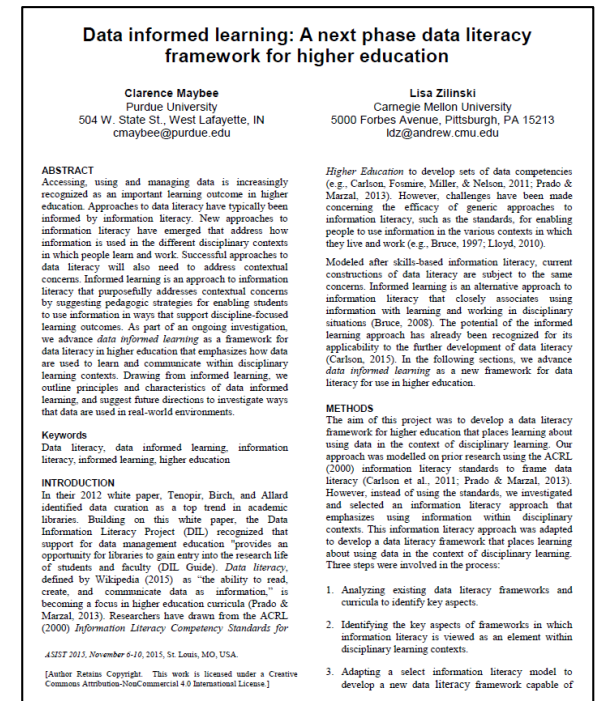 Data informed learning: A next phase data literacy
framework for higher education
Clarence Maybee
Purdue University
504 W. State St., West Lafayette, IN
cmaybee@purdue.edu
Lisa Zilinski
Carnegie Mellon University
5000 Forbes Avenue, Pittsburgh, PA 15213
ldz@andrew.cmu.edu
ABSTRACT
Accessing, using and managing data is increasingly
recognized as an important learning outcome in higher
education. Approaches to data literacy have typically been
informed by information literacy. New approaches to
information literacy have emerged that address how
information is used in the different disciplinary contexts
in which people learn and work. Successful approaches to
data literacy will also need to address contextual
concerns. Informed learning is an approach to information
literacy that purposefully addresses contextual concerns
by suggesting pedagogic strategies for enabling students
to use information in ways that support discipline-focused
learning outcomes. As part of an ongoing investigation,
we advance data informed learning as a framework for
data literacy in higher education that emphasizes how data
are used to learn and communicate within disciplinary
learning contexts. Drawing from informed learning, we
outline principles and characteristics of data informed
learning, and suggest future directions to investigate ways
that data are used in real-world environments.
Keywords
Data literacy, data informed learning, information
literacy, informed learning, higher education
INTRODUCTION
In their 2012 white paper, Tenopir, Birch, and Allard
identified data curation as a top trend in academic
libraries. Building on this white paper, the Data
Information Literacy Project (DIL) recognized that
support for data management education "provides an
opportunity for libraries to gain entry into the research life
of students and faculty (DIL Guide). Data literacy,
defined by Wikipedia (2015) as “the ability to read,
create, and communicate data as information,” is
becoming a focus in higher education curricula (Prado &
Marzal, 2013). Researchers have drawn from the ACRL
(2000) Information Literacy Competency Standards for
ASIST 2015, November 6-10, 2015, St. Louis, MO, USA.
[Author Retains Copyright. This work is licensed under a Creative
Commons Attribution-NonCommercial 4.0 International License.]
Higher Education to develop sets of data competencies
(e.g., Carlson, Fosmire, Miller, & Nelson, 2011; Prado &
Marzal, 2013). However, challenges have been made
concerning the efficacy of generic approaches to
information literacy, such as the standards, for enabling
people to use information in the various contexts in which
they live and work (e.g., Bruce, 1997; Lloyd, 2010).
Modeled after skills-based information literacy, current
constructions of data literacy are subject to the same
concerns. Informed learning is an alternative approach to
information literacy that closely associates using
information with learning and working in disciplinary
situations (Bruce, 2008). The potential of the informed
learning approach has already been recognized for its
applicability to the further development of data literacy
(Carlson, 2015). In the following sections, we advance
data informed learning as a new framework for data
literacy for use in higher education.
METHODS
The aim of this project was to develop a data literacy
framework for higher education that places learning about
using data in the context of disciplinary learning. Our
approach was modelled on prior research using the ACRL
(2000) information literacy standards to frame data
literacy (Carlson et al., 2011; Prado & Marzal, 2013).
However, instead of using the standards, we investigated
and selected an information literacy approach that
emphasizes using information within disciplinary
contexts. This information literacy approach was adapted
to develop a data literacy framework that places learning
about using data in the context of disciplinary learning.
Three steps were involved in the process:
1. Analyzing existing data literacy frameworks and
curricula to identify key aspects.
2. Identifying the key aspects of frameworks in which
information literacy is viewed as an element within
disciplinary learning contexts.
3. Adapting a select information literacy model to
develop a new data literacy framework capable of